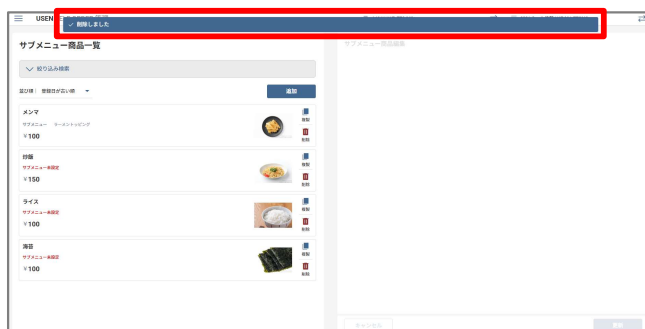 USEN
✓ 削除しました
サブメニュー商品一覧
サブメニュー商品編集
絞り込み検索
並び順： 登録日が古い順
追加
メンマ
サブメニュー ラーメントッピング
￥100
複製
削除
炒飯
サブメニュー未設定
￥150
複製
削除
ライス
サブメニュー未設定
￥100
複製
削除
海苔
サブメニュー未設定
￥100
複製
削除
キャンセル
更新